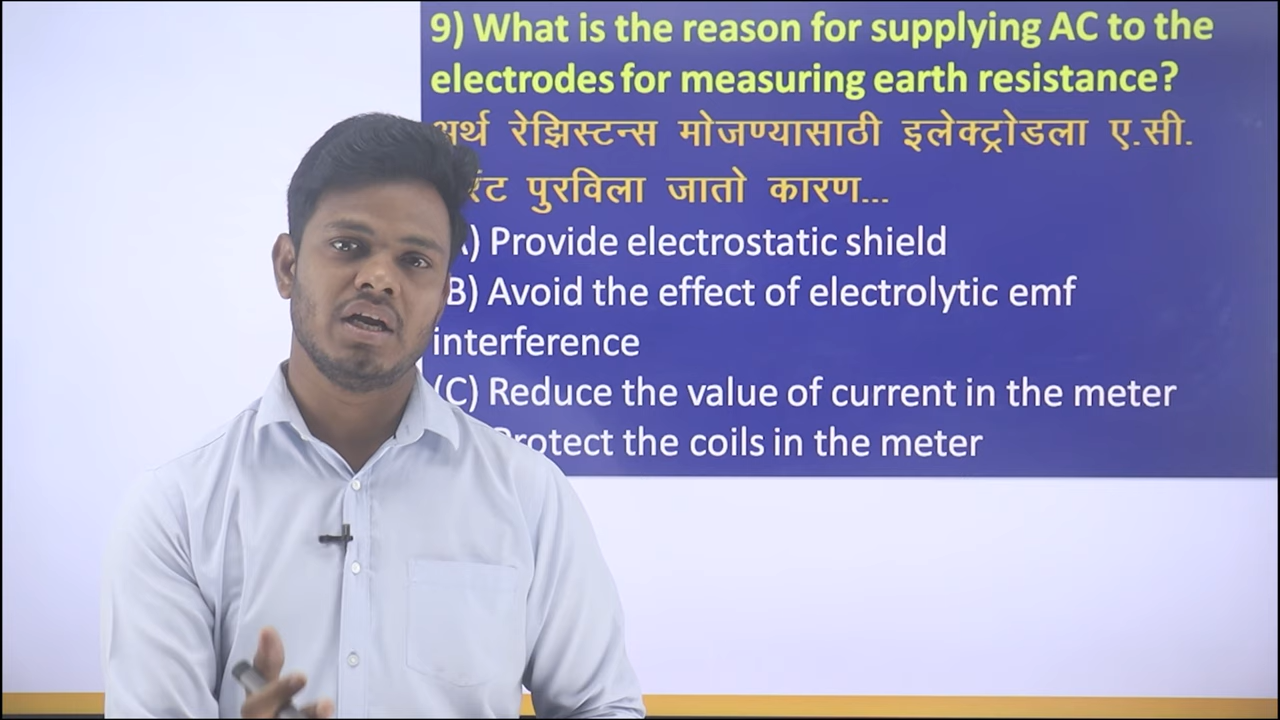 9) What is the reason for supplying AC to the
electrodes for measuring earth resistance?
अर्थ रेझिस्टन्स मोजण्यासाठी इलेक्ट्रोडला ए.सी.
पुरविला जातो कारण...
) Provide electrostatic shield
B) Avoid the effect of electrolytic emf
interference
(C) Reduce the value of current in the meter
Protect the coils in the meter